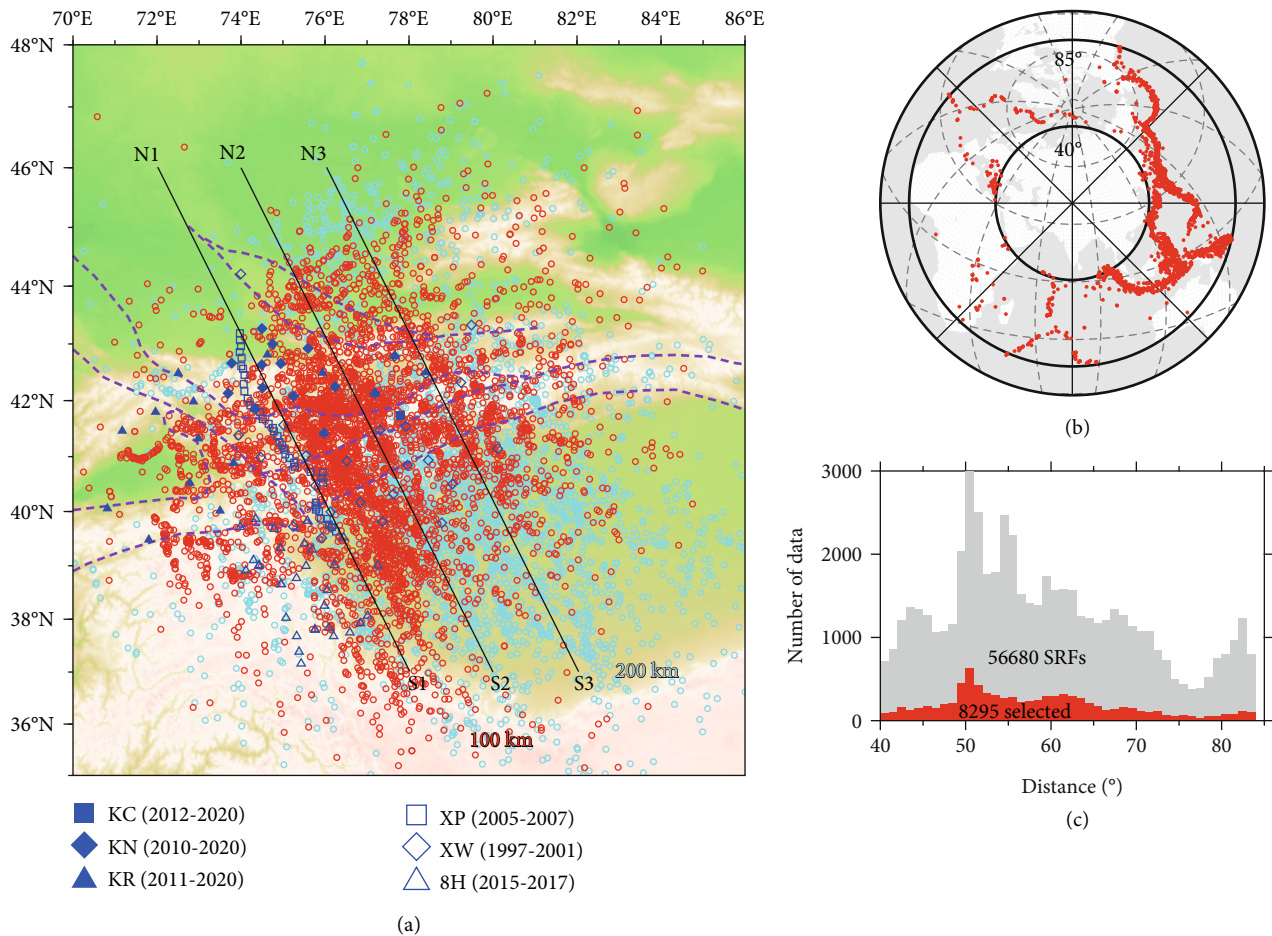 70°E 72°E 74°E 76°E 78°E 80°E 82°E 84°E 86°E
48°N
46°N
44°N
42°N
40°N
38°N
36°N
N1 N2 N3
S1 S2 S3
200 km
100 km
KC (2012-2020)
KN (2010-2020)
KR (2011-2020)
XP (2005-2007)
XW (1997-2001)
8H (2015-2017)
(a)
85°
40°
(b)
3000
2000
1000
0
Number of data
56680 SRFs
8295 selected
40 50 60 70 80
Distance (°)
(c)